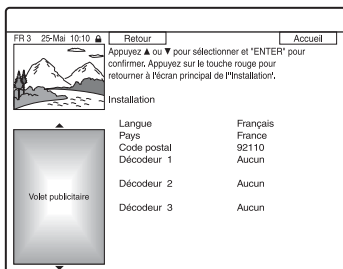 FR 3 25-Mai 10:10 Retour Accueil
Appuyez ▲ ou ▼ pour sélectionner et "ENTER" pour
confirmer. Appuyez sur le touche rouge pour
retourner à l'écran principal de l'"Installation'.
Installation
Langue Français
Pays France
Code postal 92110
Décodeur 1 Aucun
Décodeur 2 Aucun
Décodeur 3 Aucun
Volet publicitaire